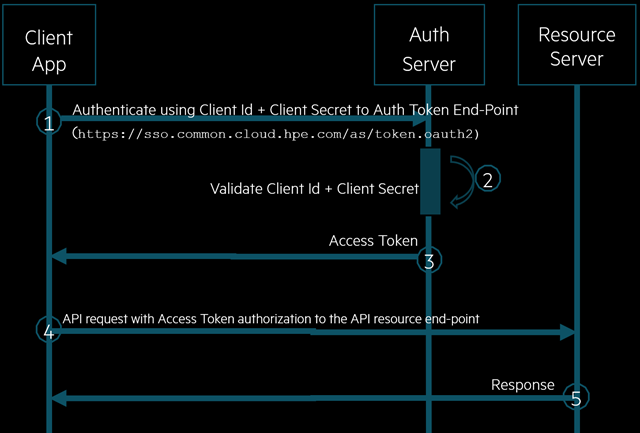 Client
App
Auth
Server
Resource
Server
Authenticate using Client Id + Client Secret to Auth Token End-Point
1
(https://sso.common.cloud.hpe.com/as/token.oauth2)
Validate Client Id + Client Secret
2
Access Token
3
4
API request with Access Token authorization to the API resource end-point
Response
5